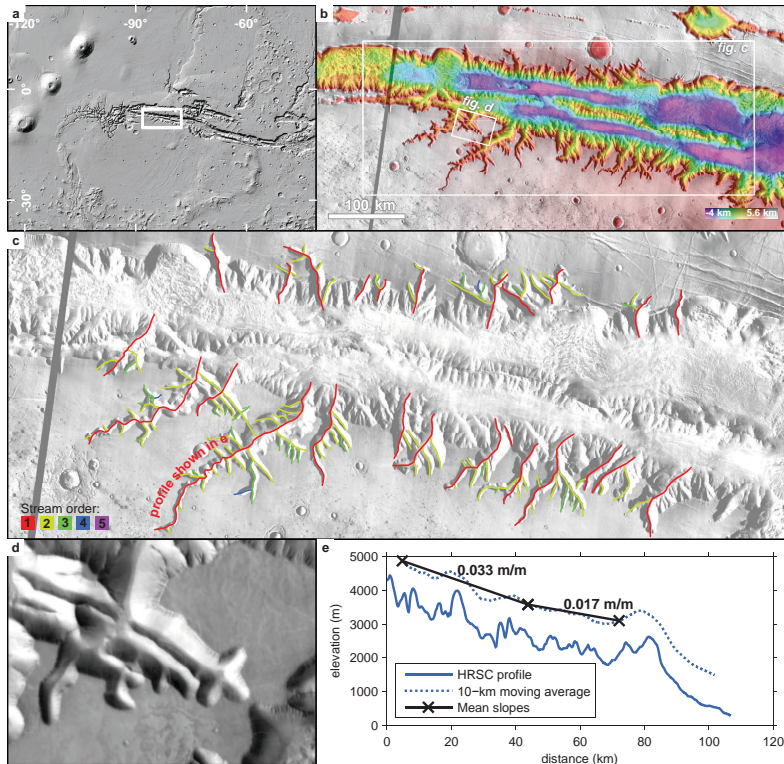 a
-120°
-90°
-60°
0°
-30°
b
fig. c
fig. d
100 km
-4 km
5.6 km
c
profile shown in e
Stream order:
1 2 3 4 5
d
e
5000
4000
3000
2000
1000
0
elevation (m)
0.033 m/m
0.017 m/m
HRSC profile
10−km moving average
Mean slopes
0 20 40 60 80 100 120
distance (km)